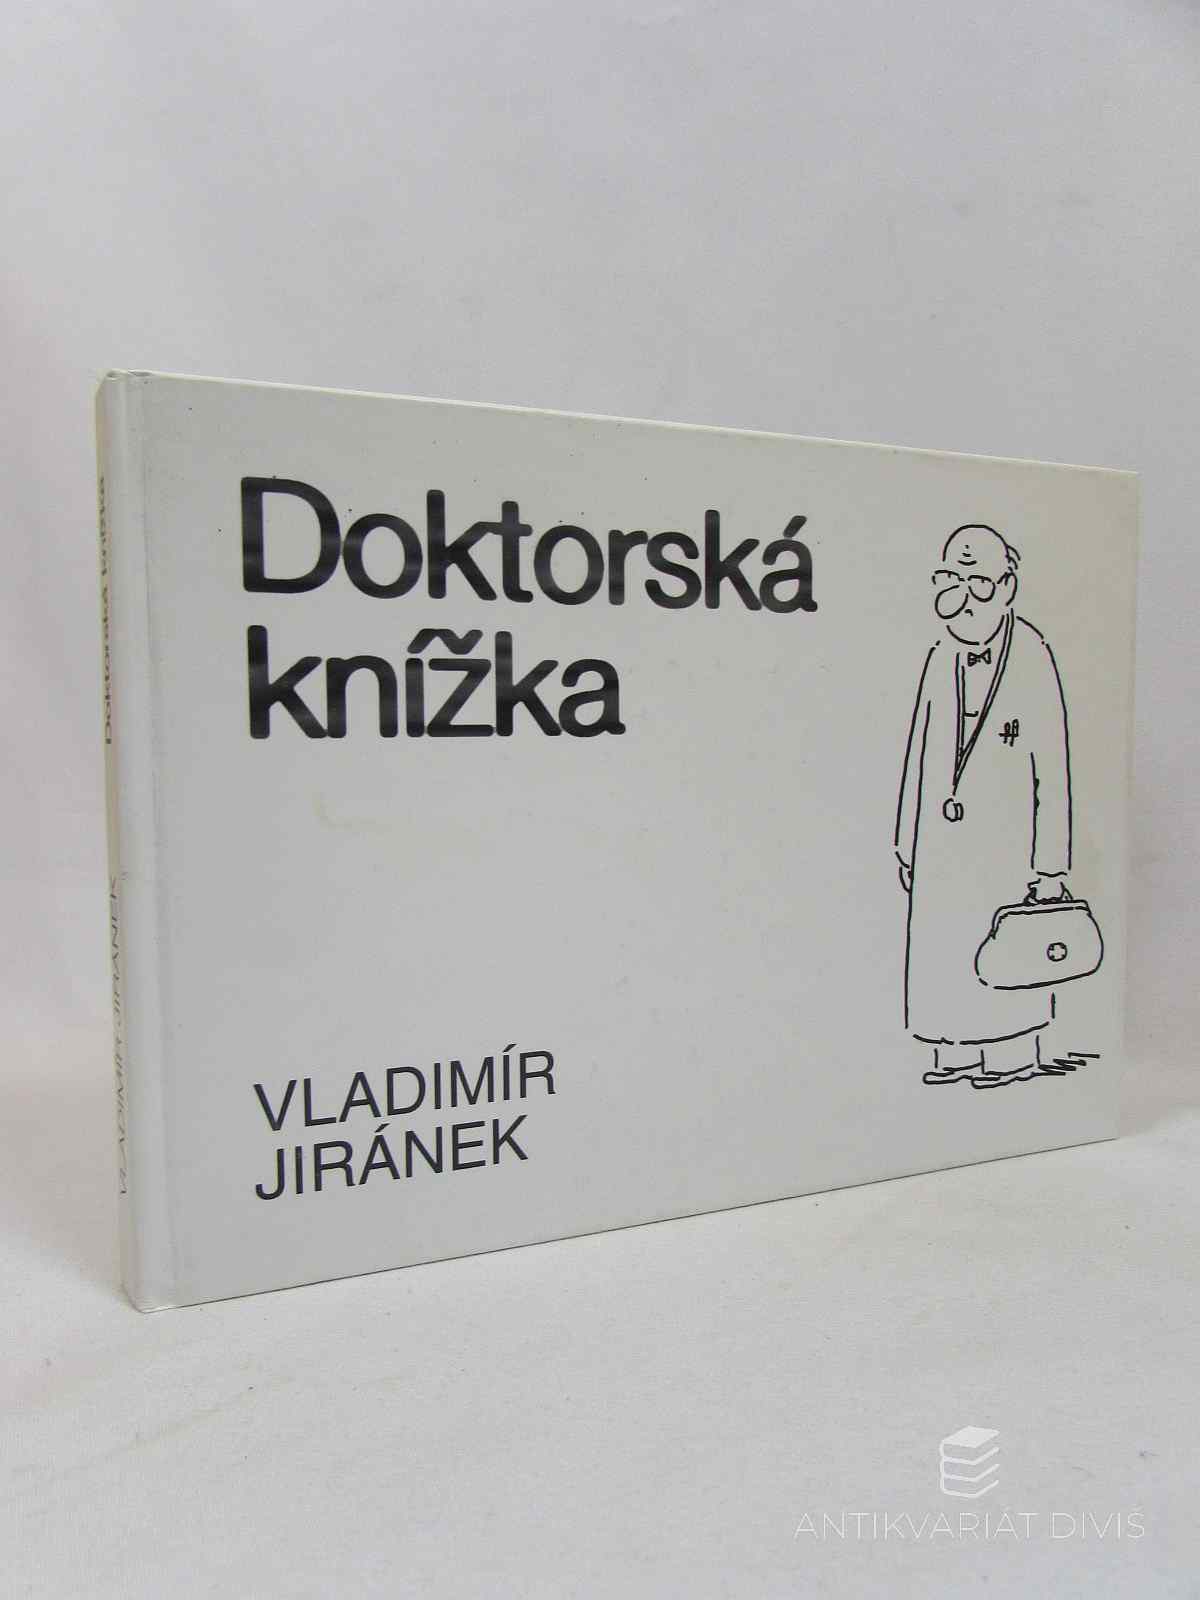 Doktorská
knížka
VLADIMÍR
JIRÁNEK
Doktorská knížka
VLADIMÍR JIRÁNEK
ANTIKVARIÁT DIVIŠ